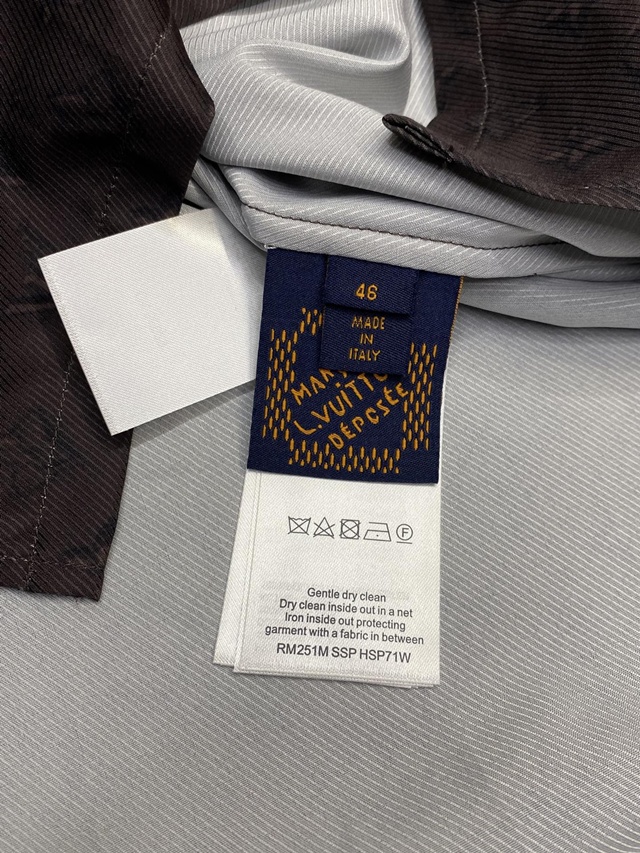 46
MADE
IN
ITALY
L.VUITTO
DÉPOSÉE
Gentle dry clean
Dry clean inside out in a net
Iron inside out protecting
garment with a fabric in between
RM251M SSP HSP71W